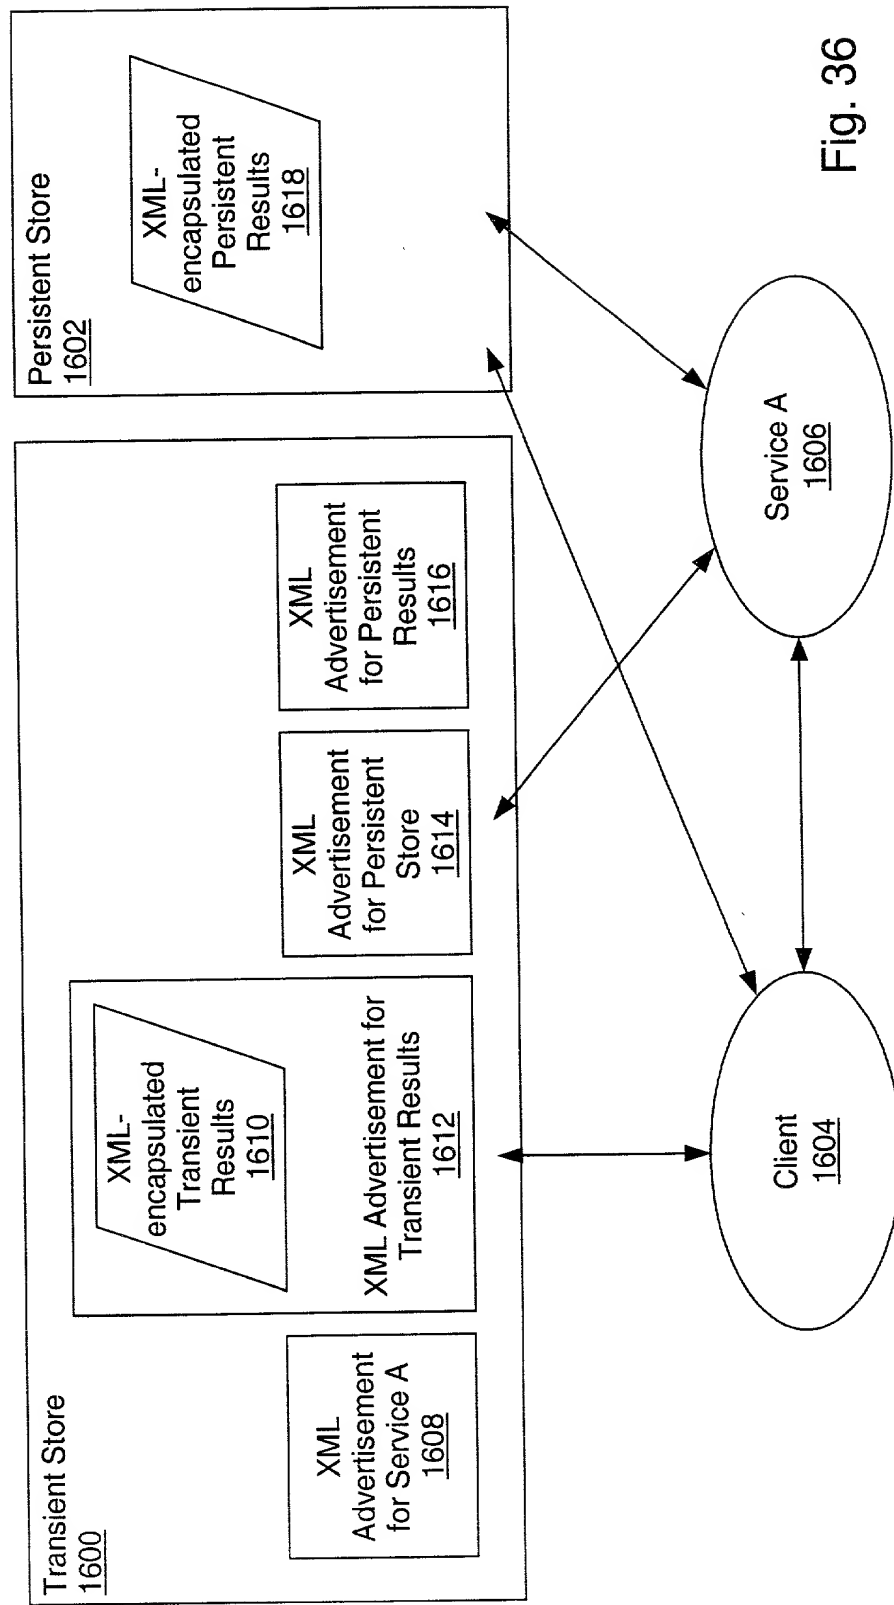 Transient Store
1600
XML
Advertisement
for Service A
1608
XML-
encapsulated
Transient
Results
1610
XML Advertisement for
Transient Results
1612
XML
Advertisement
for Persistent
Store
1614
XML
Advertisement
for Persistent
Results
1616
Persistent Store
1602
XML-
encapsulated
Persistent
Results
1618
Client
1604
Service A
1606
Fig. 36